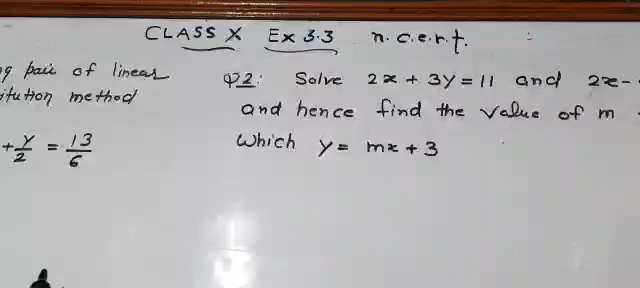 CLASS X Ex 3.3 n.c.e.r.t. :
pair of linear
method
+ y/2 = 13/6
Q2: Solve 2x + 3y = 11 and 2x -
and hence find the value of m
which y = mx + 3